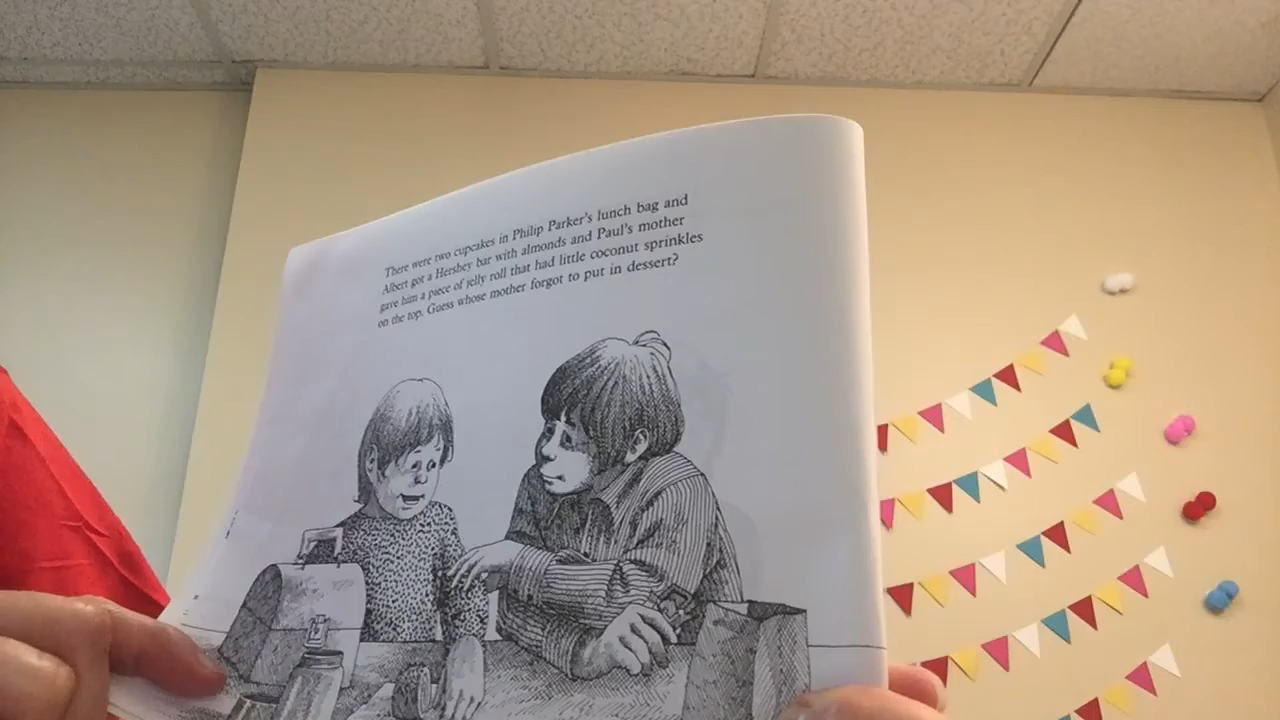 There were two cupcakes in Philip Parker's lunch bag and
Albert got a Hershey bar with almonds and Paul's mother
gave him a piece of jelly roll that had little coconut sprinkles
on the top. Guess whose mother forgot to put in dessert?